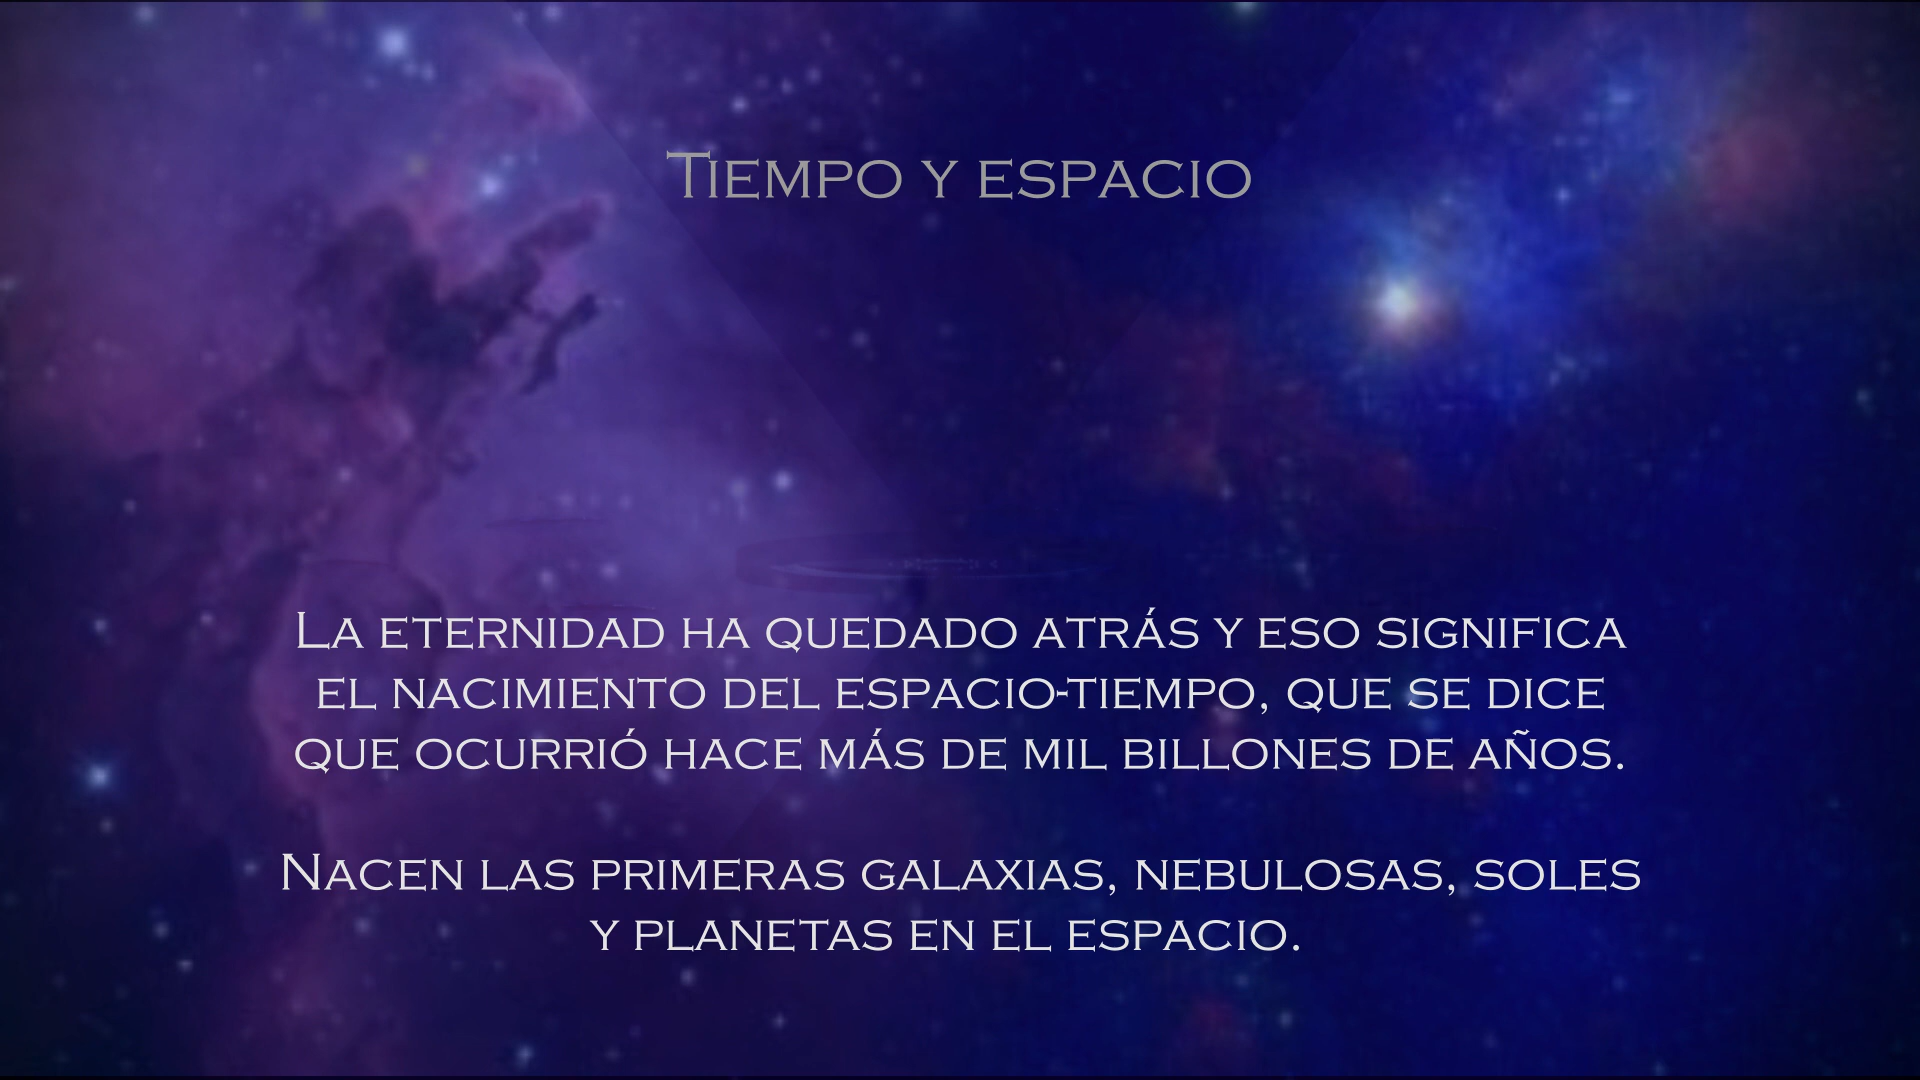 Tiempo y espacio
La eternidad ha quedado atrás y eso significa
el nacimiento del espacio-tiempo, que se dice
que ocurrió hace más de mil billones de años.
Nacen las primeras galaxias, nebulosas, soles
y planetas en el espacio.